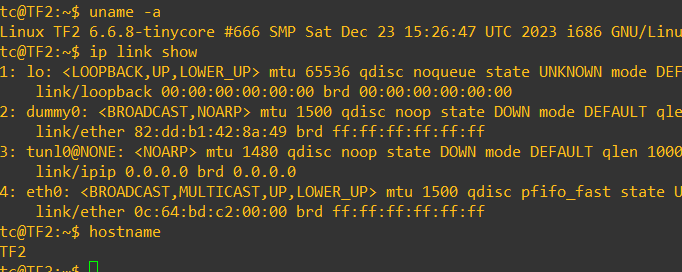 tc@TF2:~$ uname -a
Linux TF2 6.6.8-tinycore #666 SMP Sat Dec 23 15:26:47 UTC 2023 i686 GNU/Linu
tc@TF2:~$ ip link show
1: lo: <LOOPBACK,UP,LOWER_UP> mtu 65536 qdisc noqueue state UNKNOWN mode DEF
link/loopback 00:00:00:00:00:00 brd 00:00:00:00:00:00
2: dummy0: <BROADCAST,NOARP> mtu 1500 qdisc noop state DOWN mode DEFAULT qle
link/ether 82:dd:b1:42:8a:49 brd ff:ff:ff:ff:ff:ff
3: tunl0@NONE: <NOARP> mtu 1480 qdisc noop state DOWN mode DEFAULT qlen 1000
link/ipip 0.0.0.0 brd 0.0.0.0
4: eth0: <BROADCAST,MULTICAST,UP,LOWER_UP> mtu 1500 qdisc pfifo_fast state U
link/ether 0c:64:bd:c2:00:00 brd ff:ff:ff:ff:ff:ff
tc@TF2:~$ hostname
TF2
tc@TF2:~$